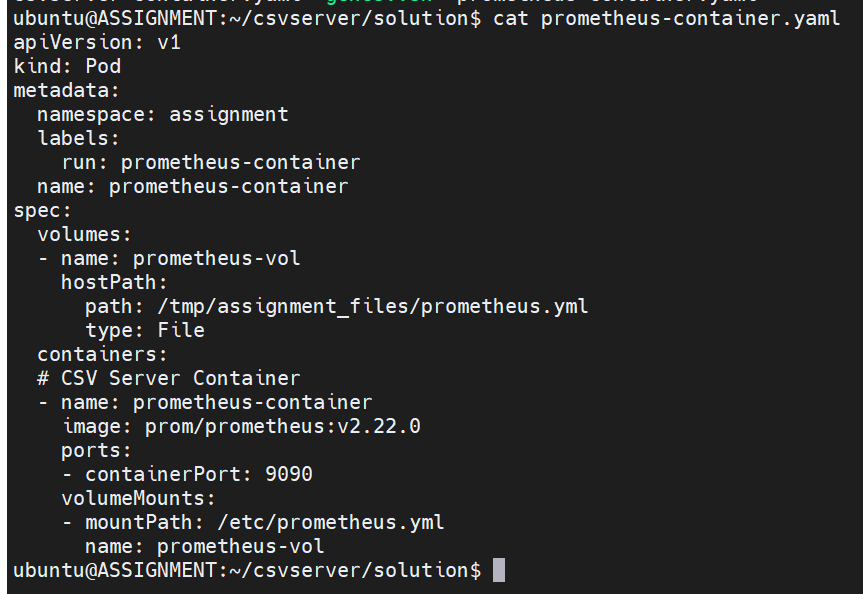 ubuntu@ASSIGNMENT:~/csvserver/solution$ cat prometheus-container.yaml
apiVersion: v1
kind: Pod
metadata:
  namespace: assignment
  labels:
    run: prometheus-container
  name: prometheus-container
spec:
  volumes:
  - name: prometheus-vol
    hostPath:
      path: /tmp/assignment_files/prometheus.yml
      type: File
  containers:
  # CSV Server Container
  - name: prometheus-container
    image: prom/prometheus:v2.22.0
    ports:
    - containerPort: 9090
    volumeMounts:
    - mountPath: /etc/prometheus.yml
      name: prometheus-vol
ubuntu@ASSIGNMENT:~/csvserver/solution$